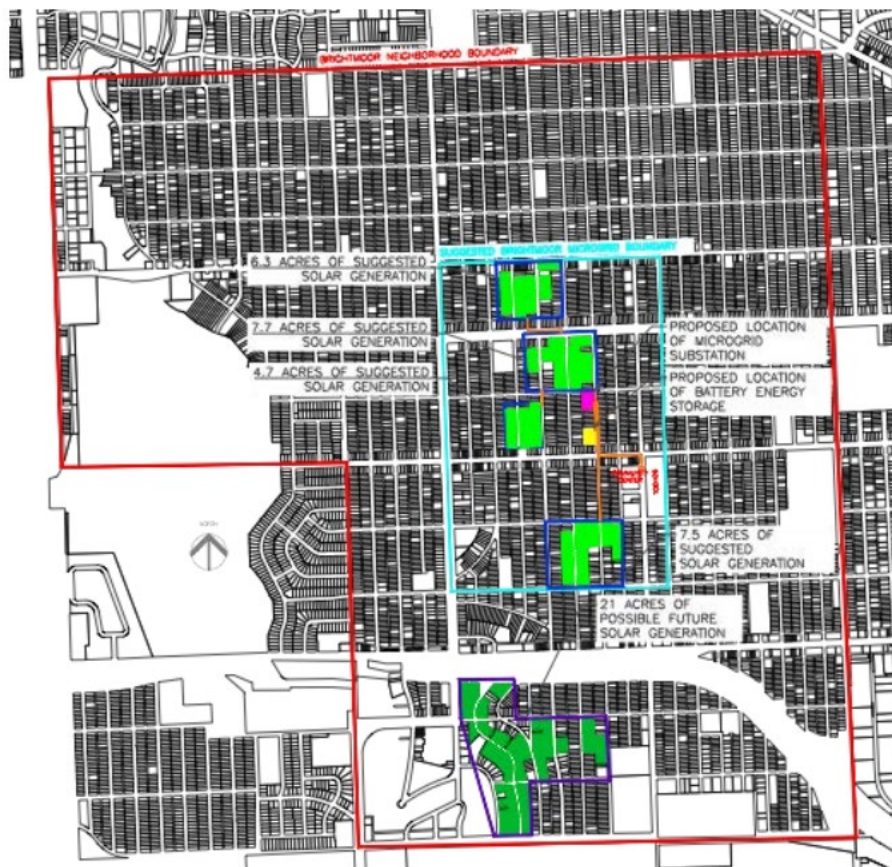 BRIGHTMOOR NEIGHBORHOOD BOUNDARY
SUGGESTED BRIGHTMOOR MICROGRID BOUNDARY
6.3 ACRES OF SUGGESTED
SOLAR GENERATION
7.7 ACRES OF SUGGESTED
SOLAR GENERATION
4.7 ACRES OF SUGGESTED
SOLAR GENERATION
PROPOSED LOCATION
OF MICROGRID
SUBSTATION
PROPOSED LOCATION
OF BATTERY ENERGY
STORAGE
SCHOOL
NORTH
7.5 ACRES OF
SUGGESTED
SOLAR GENERATION
21 ACRES OF
POSSIBLE FUTURE
SOLAR GENERATION